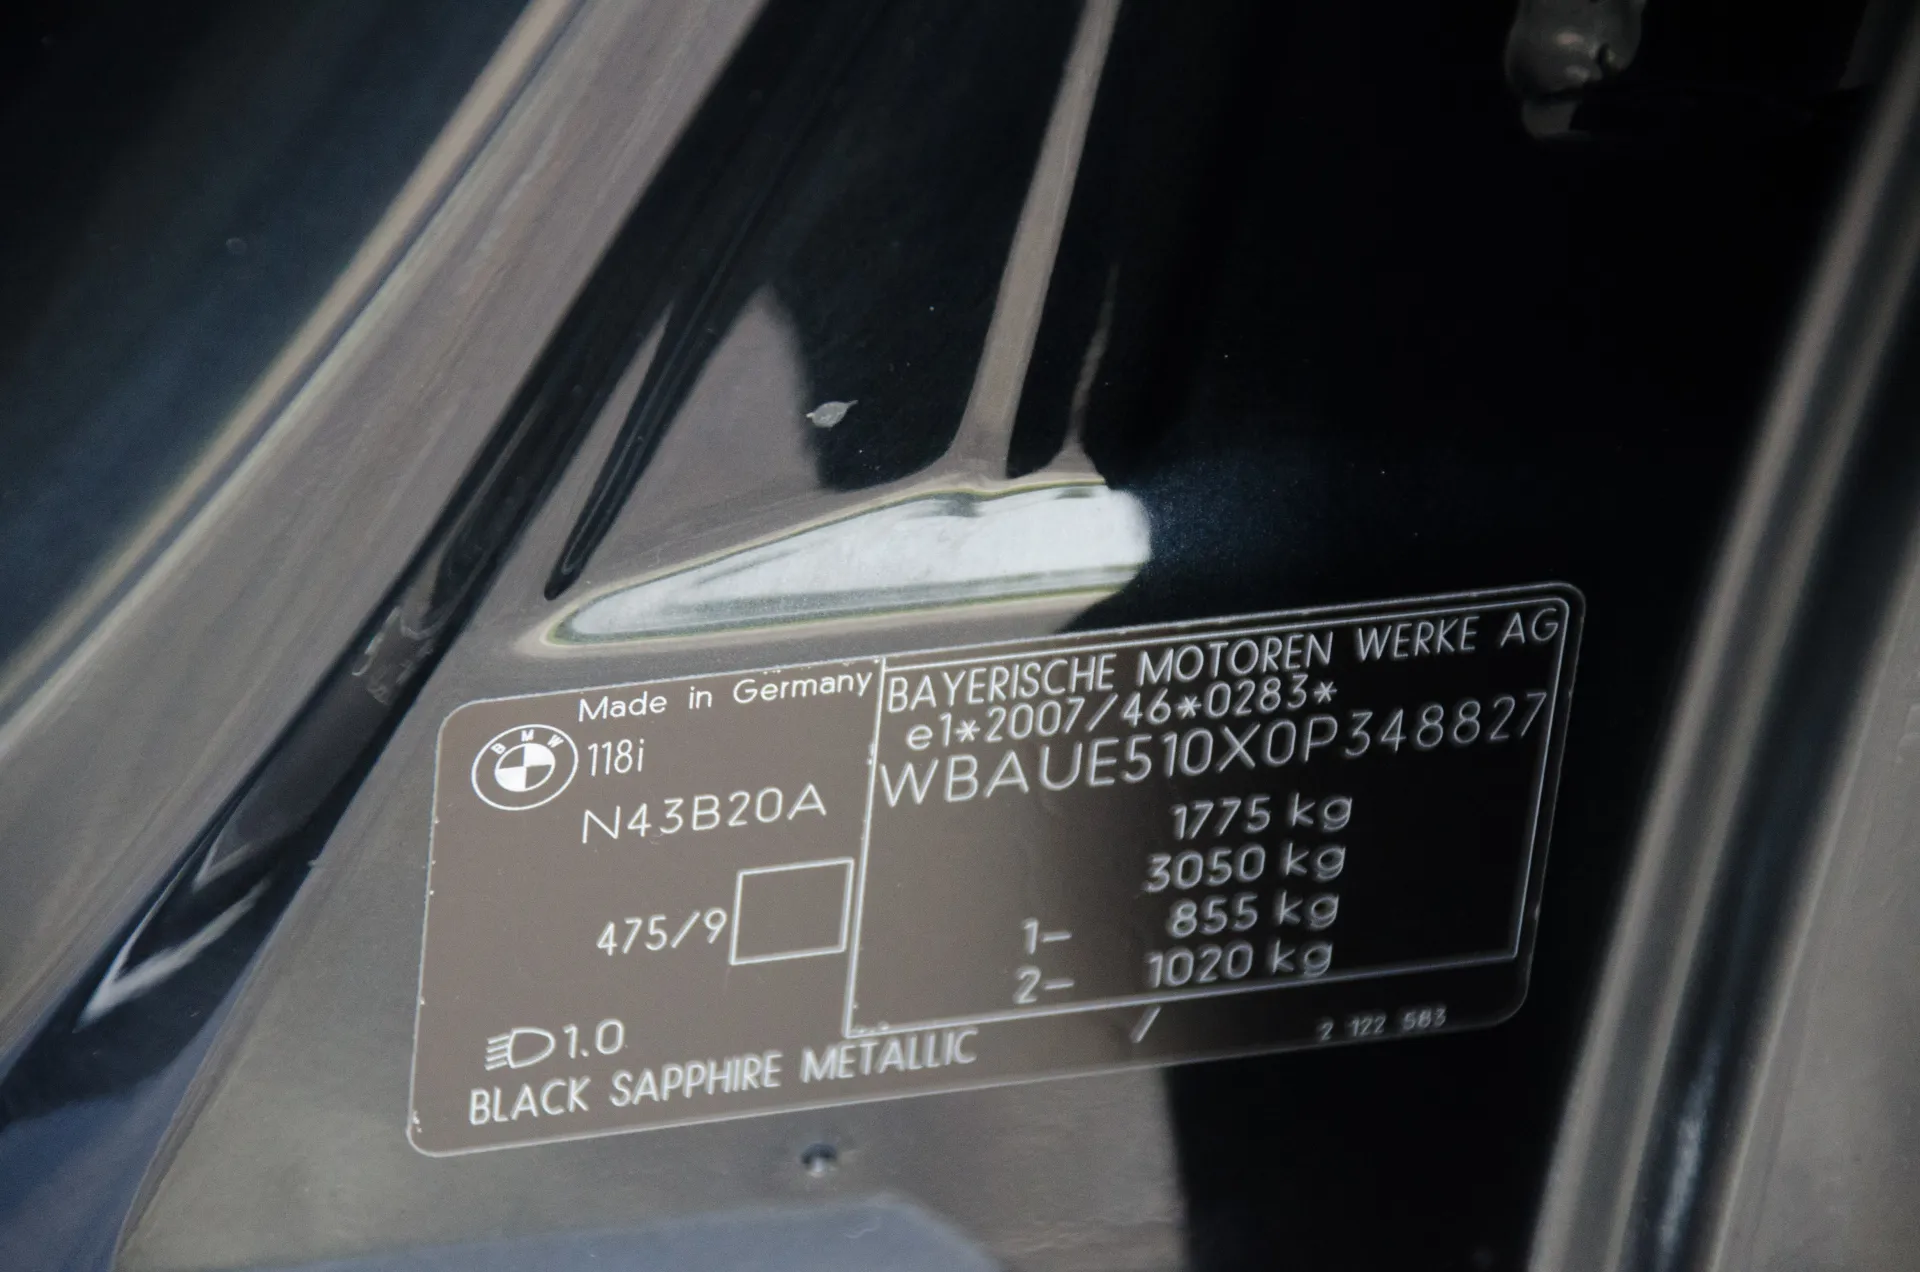 Made in Germany
BMW
118i
N43B20A
475/9
1.0
BLACK SAPPHIRE METALLIC /
BAYERISCHE MOTOREN WERKE AG
e1*2007/46*0283*
WBAUE510X0P348827
1775 kg
3050 kg
1- 855 kg
2- 1020 kg
2 122 583